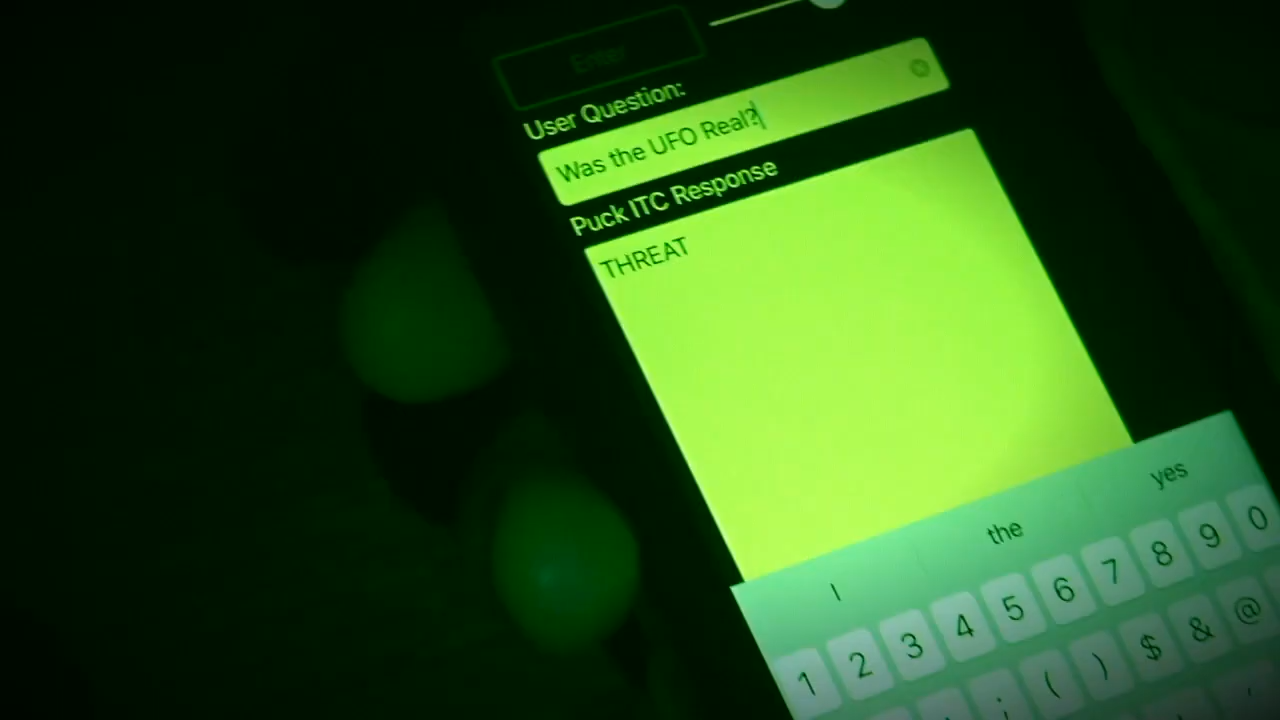 Enter
User Question:
Was the UFO Real?
Puck ITC Response
THREAT
I the yes
1 2 3 4 5 6 7 8 9 0
; ( ) $ & @